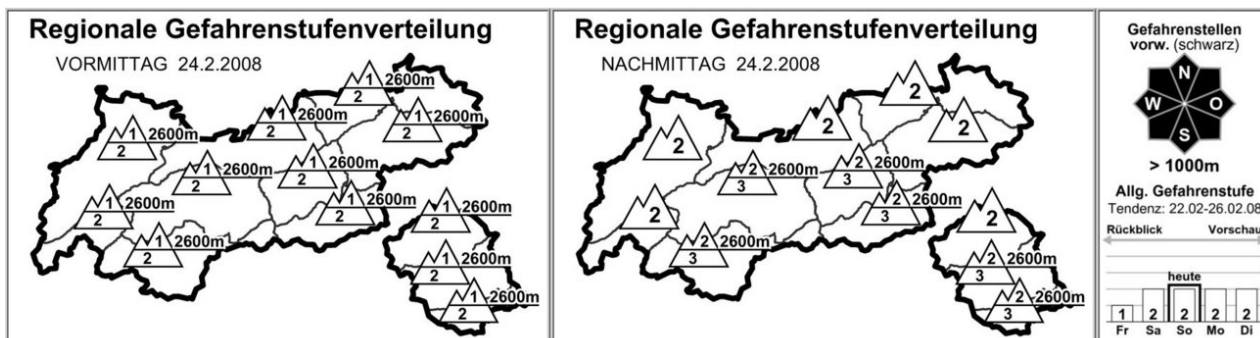 Regionale Gefahrenstufenverteilung
VORMITTAG 24.2.2008
1 2600m
2
1 2600m
2
1 2600m
2
1 2600m
2
1 2600m
2
1 2600m
2
1 2600m
2
1 2600m
2
1 2600m
2
1 2600m
2
1 2600m
2
1 2600m
2
Regionale Gefahrenstufenverteilung
NACHMITTAG 24.2.2008
2
2
2
2
2 2600m
3
2 2600m
3
2
2 2600m
3
2
2 2600m
3
2 2600m
3
2 2600m
3
Gefahrenstellen
vorw. (schwarz)
N
W O
S
> 1000m
Allg. Gefahrenstufe
Tendenz: 22.02-26.02.08
Rückblick Vorschau
heute
1 2 2 2 2
Fr Sa So Mo Di